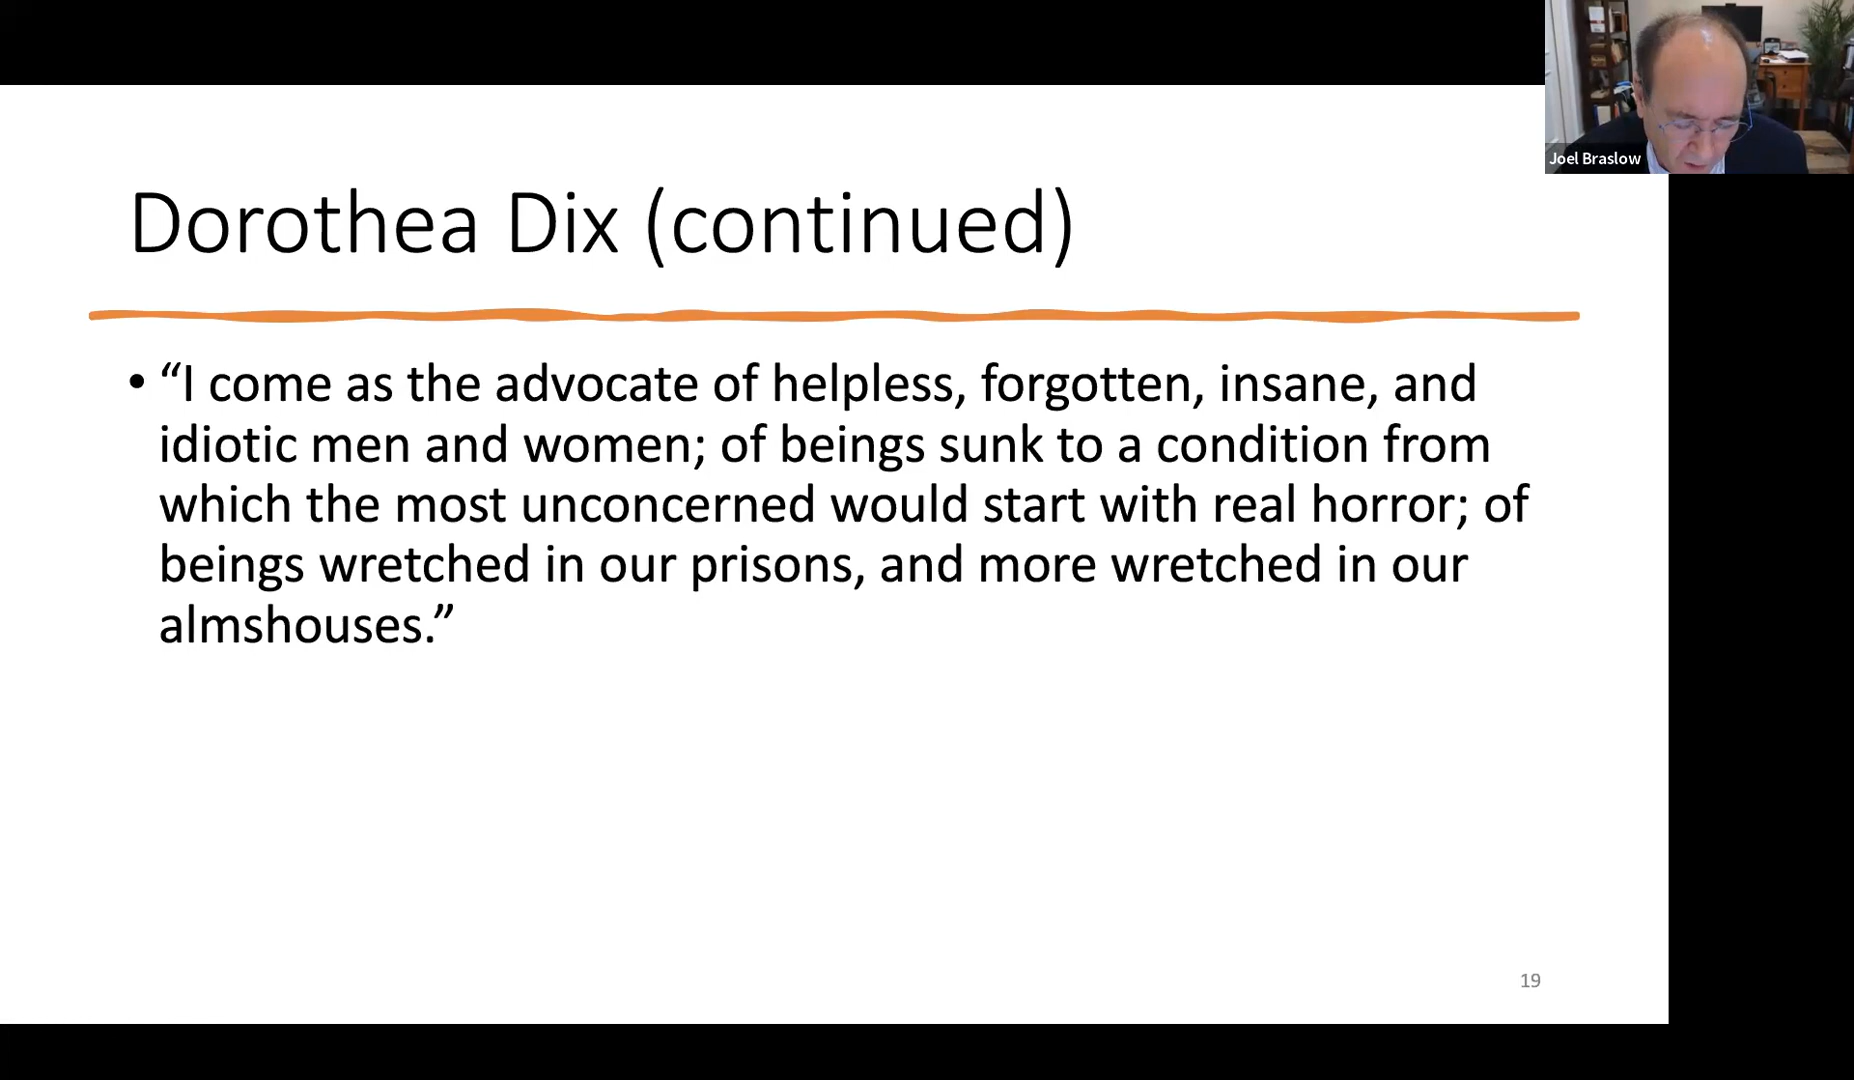 Joel Braslow
Dorothea Dix (continued)
• “I come as the advocate of helpless, forgotten, insane, and
idiotic men and women; of beings sunk to a condition from
which the most unconcerned would start with real horror; of
beings wretched in our prisons, and more wretched in our
almshouses.”
19